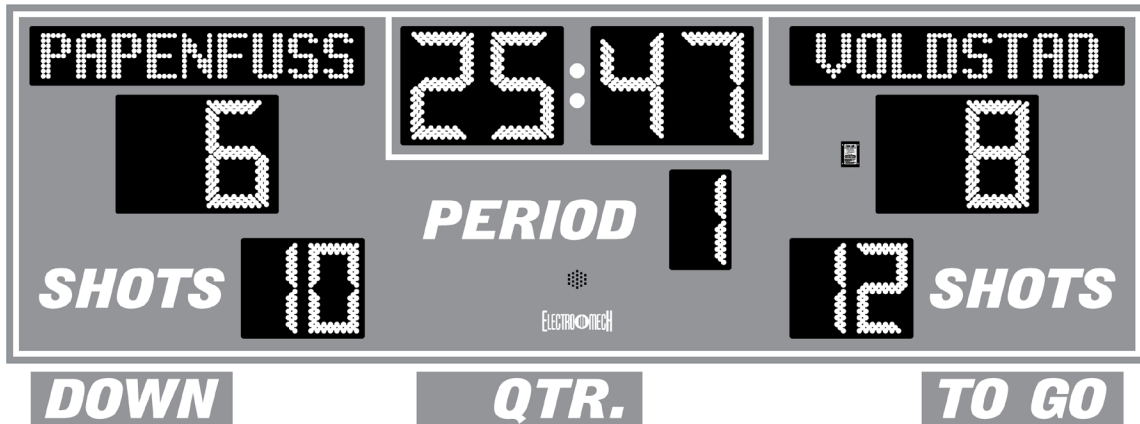 PAPENFUSS 25:47 VOLDSTAD
6 8
PERIOD 1
SHOTS 10 12 SHOTS
ELECTRO MECH
DOWN QTR. TO GO